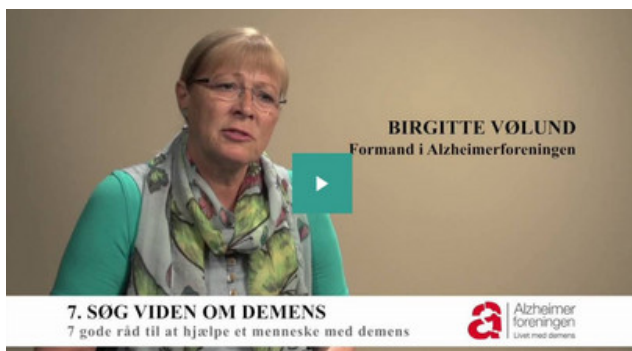 BIRGITTE VØLUND
Formand i Alzheimerforeningen
7. SØG VIDEN OM DEMENS
7 gode råd til at hjælpe et menneske med demens
Alzheimer
foreningen
Livet med demens